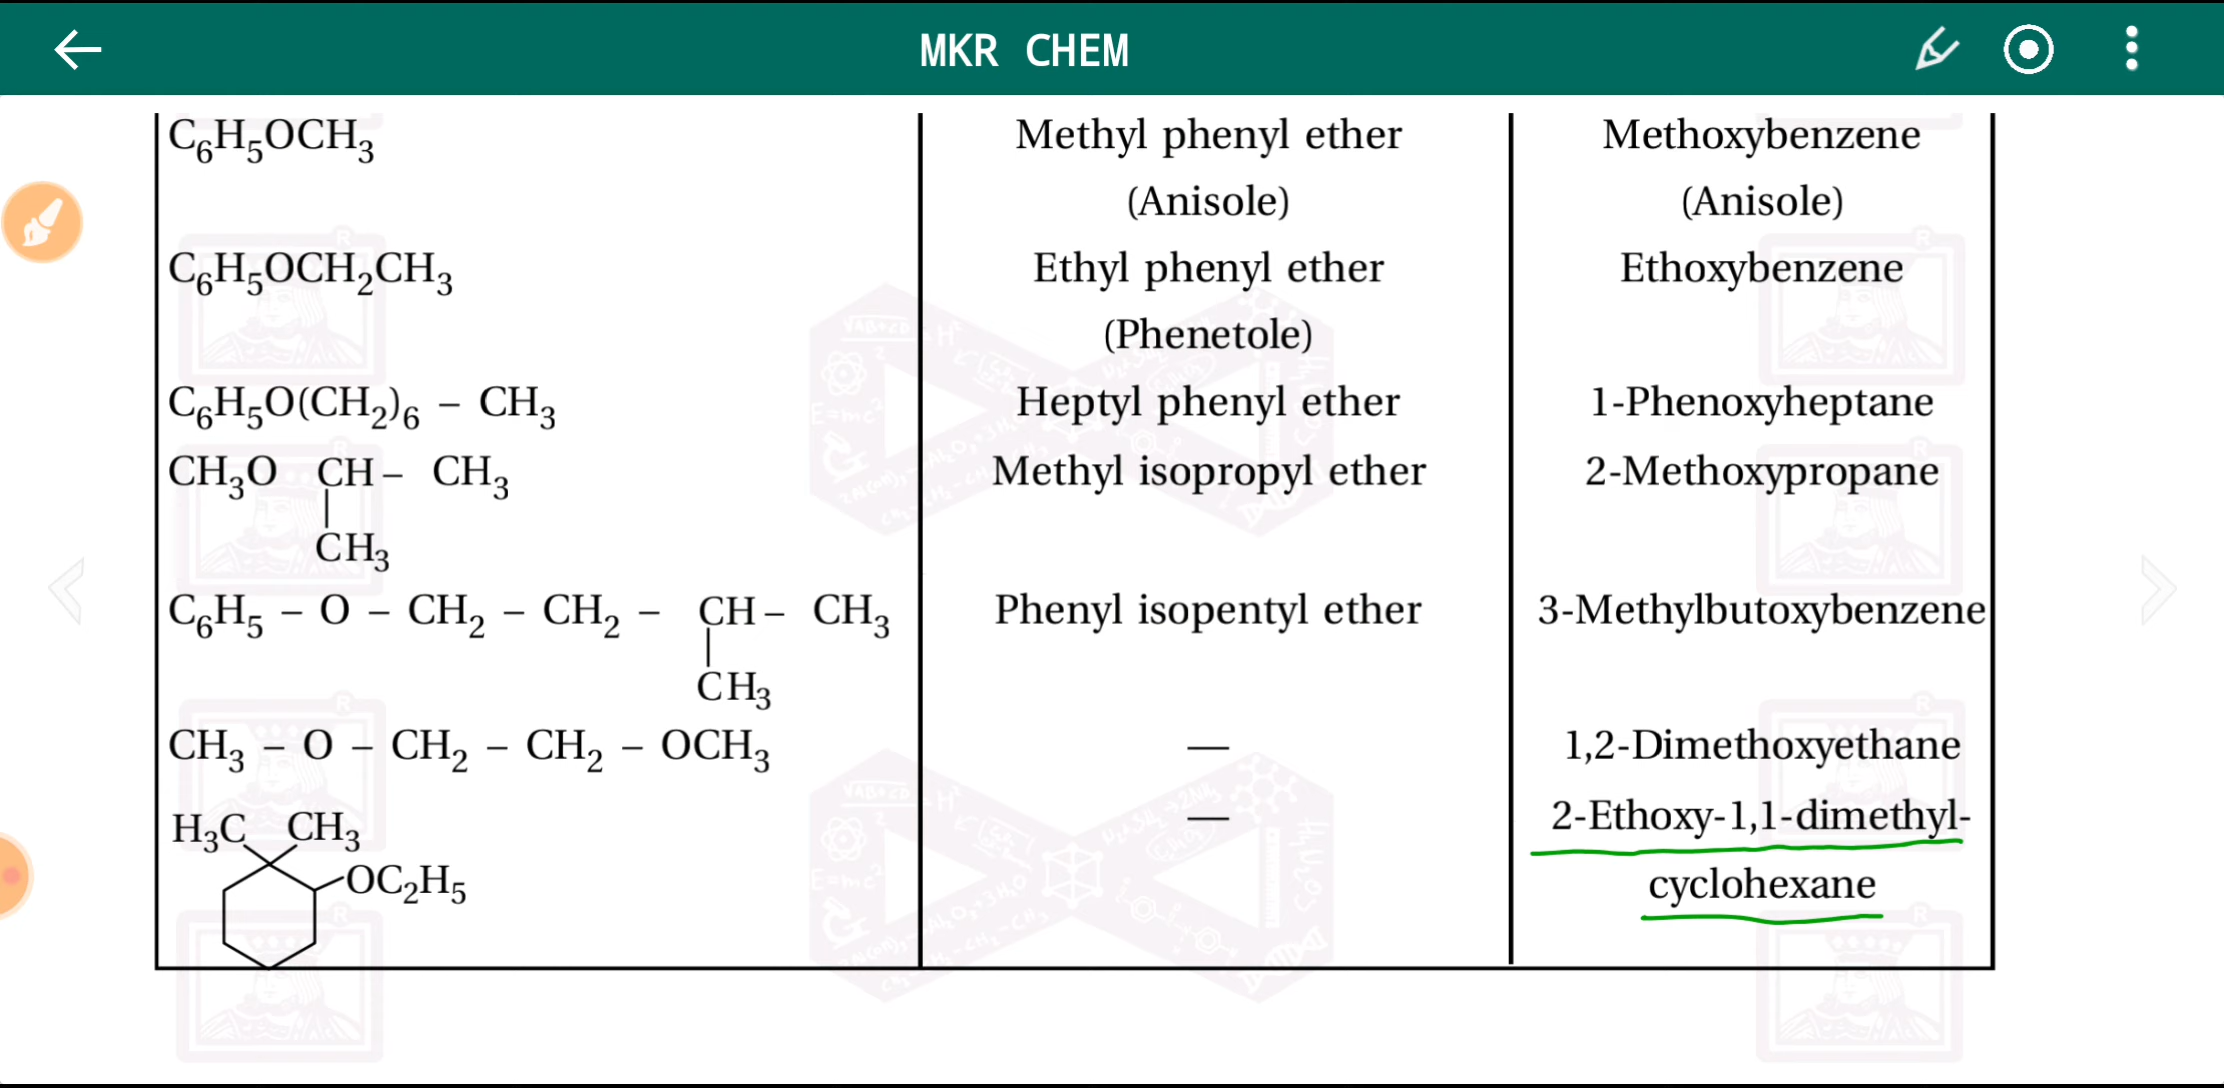 MKR CHEM
C6H5OCH3 Methyl phenyl ether Methoxybenzene
(Anisole) (Anisole)
C6H5OCH2CH3 Ethyl phenyl ether Ethoxybenzene
(Phenetole)
C6H5O(CH2)6 – CH3 Heptyl phenyl ether 1-Phenoxyheptane
CH3O CH – CH3 Methyl isopropyl ether 2-Methoxypropane
CH3
C6H5 – O – CH2 – CH2 – CH – CH3 Phenyl isopentyl ether 3-Methylbutoxybenzene
CH3
CH3 – O – CH2 – CH2 – OCH3 — 1,2-Dimethoxyethane
H3C CH3 — 2-Ethoxy-1,1-dimethyl-
OC2H5 cyclohexane